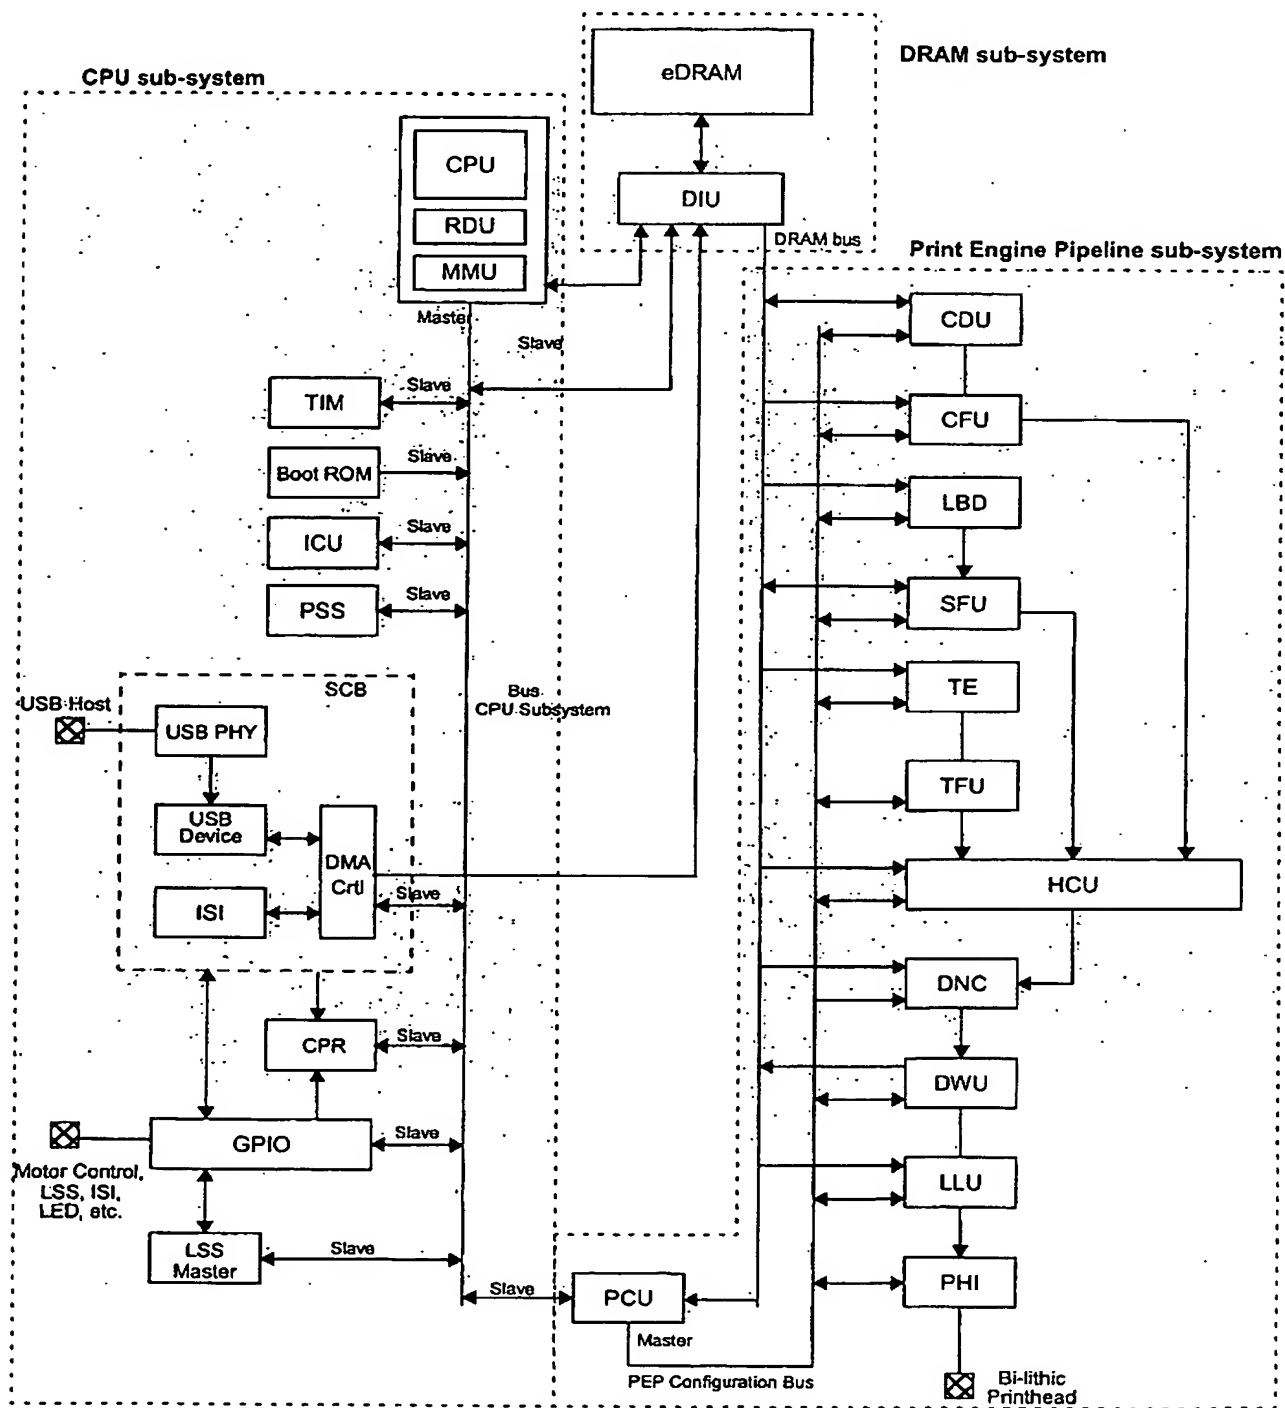 CPU sub-system
DRAM sub-system
eDRAM
CPU
RDU
MMU
DIU
DRAM bus
Print Engine Pipeline sub-system
Master
Slave
CDU
TIM
Slave
CFU
Boot ROM
Slave
LBD
ICU
Slave
PSS
Slave
SFU
SCB
USB Host
USB PHY
Bus
CPU Subsystem
TE
TFU
USB
Device
DMA
Crtl
Slave
ISI
HCU
DNC
CPR
Slave
DWU
GPIO
Slave
Motor Control,
LSS, ISI,
LED, etc.
LLU
LSS
Master
Slave
PHI
Slave
PCU
Master
PEP Configuration Bus
Bi-lithic
Printhead